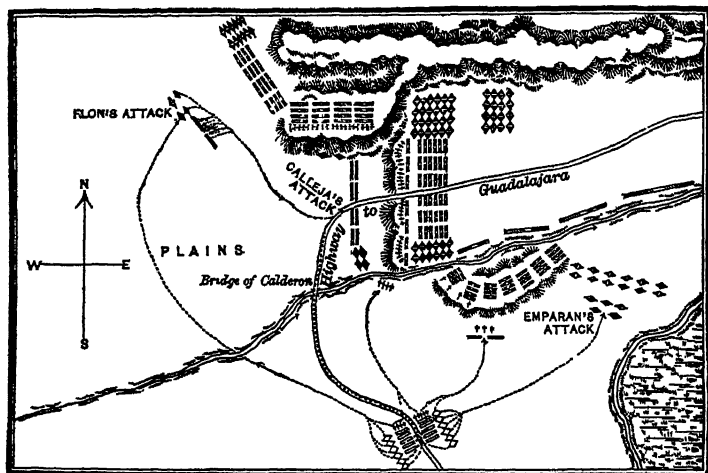 FLON'S ATTACK
CALLEJA'S
ATTACK
Highway to Guadalajara
N
W E
S
PLAINS
Bridge of Calderon
EMPARAN'S
ATTACK